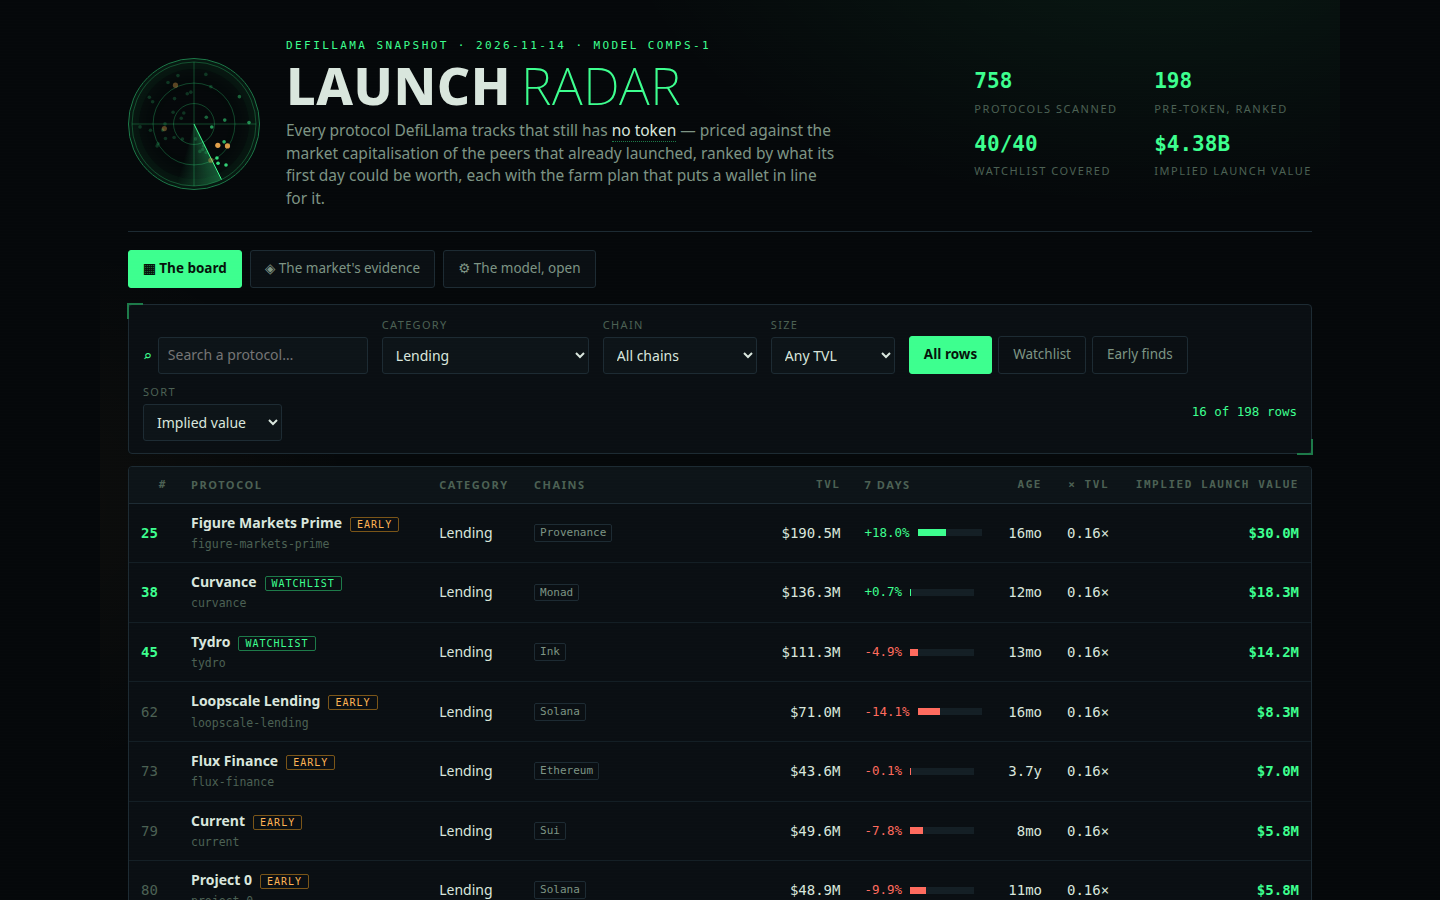 DEFILLAMA SNAPSHOT · 2026-11-14 · MODEL COMPS-1
LAUNCH RADAR
Every protocol DefiLlama tracks that still has no token — priced against the
market capitalisation of the peers that already launched, ranked by what its
first day could be worth, each with the farm plan that puts a wallet in line
for it.
758
PROTOCOLS SCANNED
198
PRE-TOKEN, RANKED
40/40
WATCHLIST COVERED
$4.38B
IMPLIED LAUNCH VALUE
▦ The board
◈ The market's evidence
⚙ The model, open
CATEGORY
CHAIN
SIZE
⌕ Search a protocol…
Lending
All chains
Any TVL
All rows
Watchlist
Early finds
SORT
Implied value
16 of 198 rows
# PROTOCOL CATEGORY CHAINS TVL 7 DAYS AGE × TVL IMPLIED LAUNCH VALUE
25 Figure Markets Prime EARLY Lending Provenance $190.5M +18.0% 16mo 0.16× $30.0M
figure-markets-prime
38 Curvance WATCHLIST Lending Monad $136.3M +0.7% 12mo 0.16× $18.3M
curvance
45 Tydro WATCHLIST Lending Ink $111.3M -4.9% 13mo 0.16× $14.2M
tydro
62 Loopscale Lending EARLY Lending Solana $71.0M -14.1% 16mo 0.16× $8.3M
loopscale-lending
73 Flux Finance EARLY Lending Ethereum $43.6M -0.1% 3.7y 0.16× $7.0M
flux-finance
79 Current EARLY Lending Sui $49.6M -7.8% 8mo 0.16× $5.8M
current
80 Project 0 EARLY Lending Solana $48.9M -9.9% 11mo 0.16× $5.8M
project-0